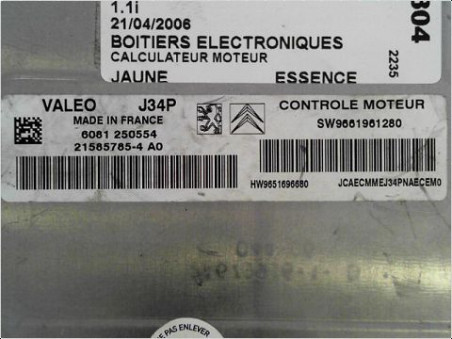 1.1i
21/04/2006
BOITIERS ELECTRONIQUES
CALCULATEUR MOTEUR
JAUNE ESSENCE
304
2235
VALEO J34P
MADE IN FRANCE
6081 250554
21585765-4 A0
CONTROLE MOTEUR
SW9661961280
HW9651696680
JCAECMMEJ34PNAECEM0
PAS ENLEVER